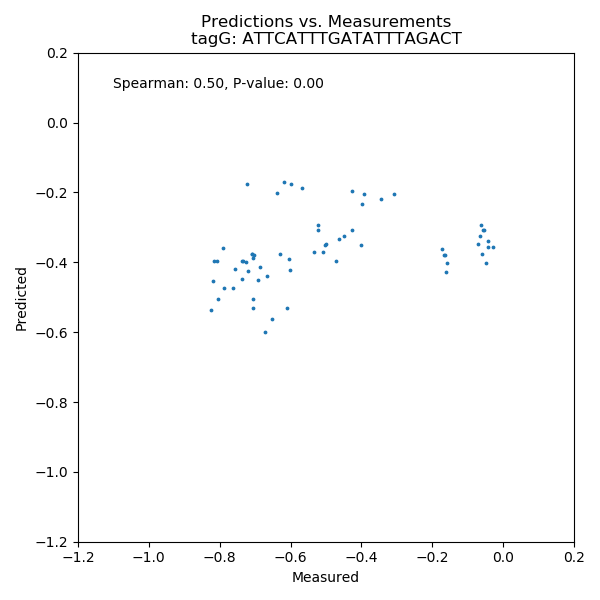 Predictions vs. Measurements
tagG: ATTCATTTGATATTTAGACT
Spearman: 0.50, P-value: 0.00
0.2
0.0
−0.2
−0.4
−0.6
−0.8
−1.0
−1.2
Predicted
−1.2 −1.0 −0.8 −0.6 −0.4 −0.2 0.0 0.2
Measured